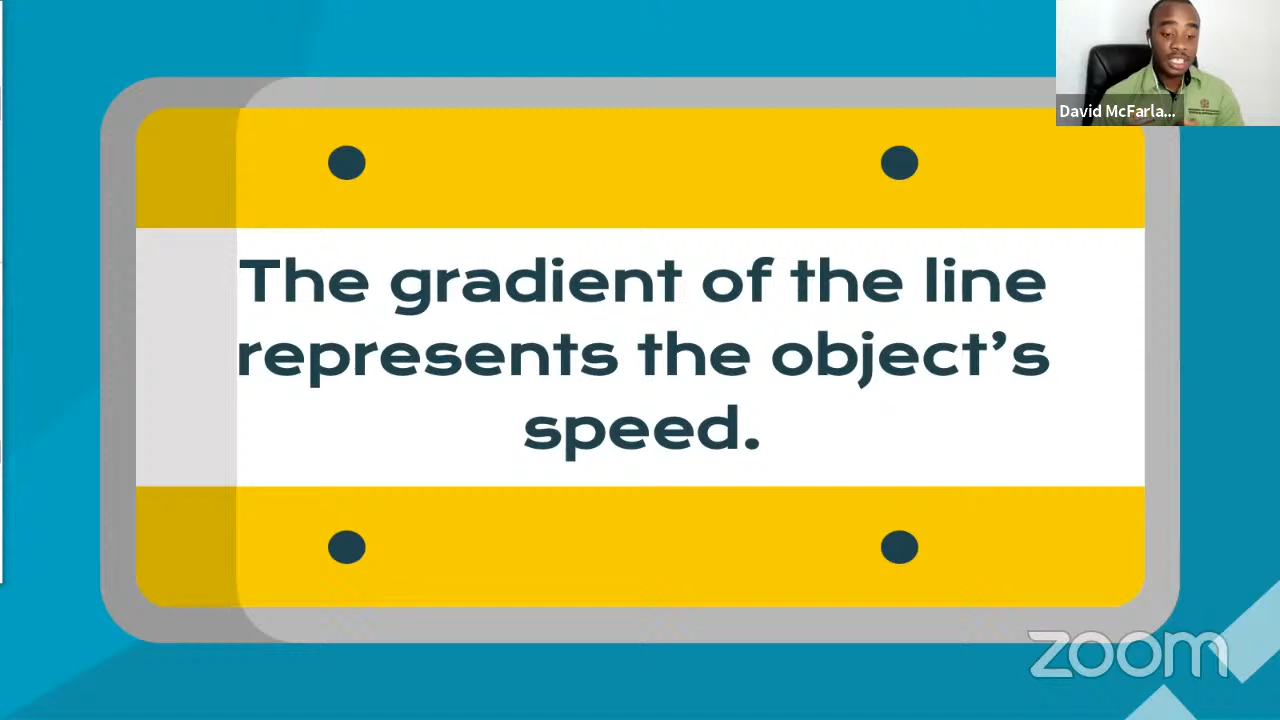 David McFarla...
The gradient of the line
represents the object’s
speed.
zoom